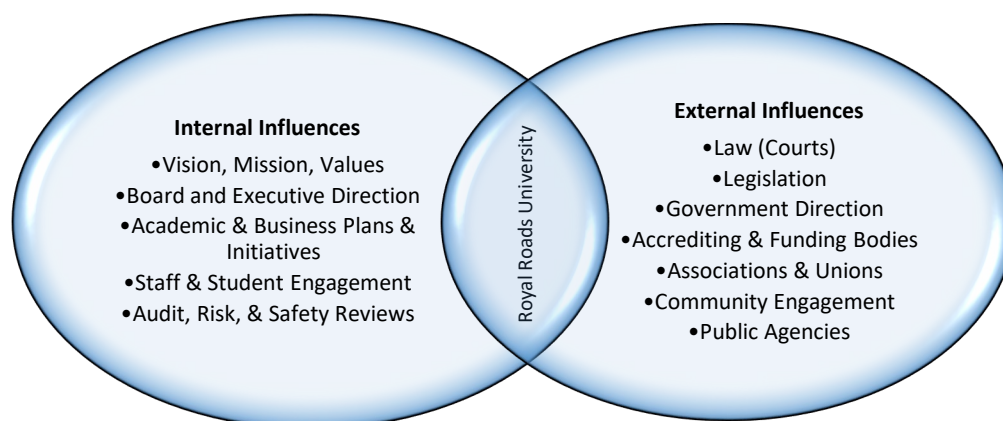 Internal Influences
•Vision, Mission, Values
•Board and Executive Direction
•Academic & Business Plans &
Initiatives
•Staff & Student Engagement
•Audit, Risk, & Safety Reviews
Royal Roads University
External Influences
•Law (Courts)
•Legislation
•Government Direction
•Accrediting & Funding Bodies
•Associations & Unions
•Community Engagement
•Public Agencies